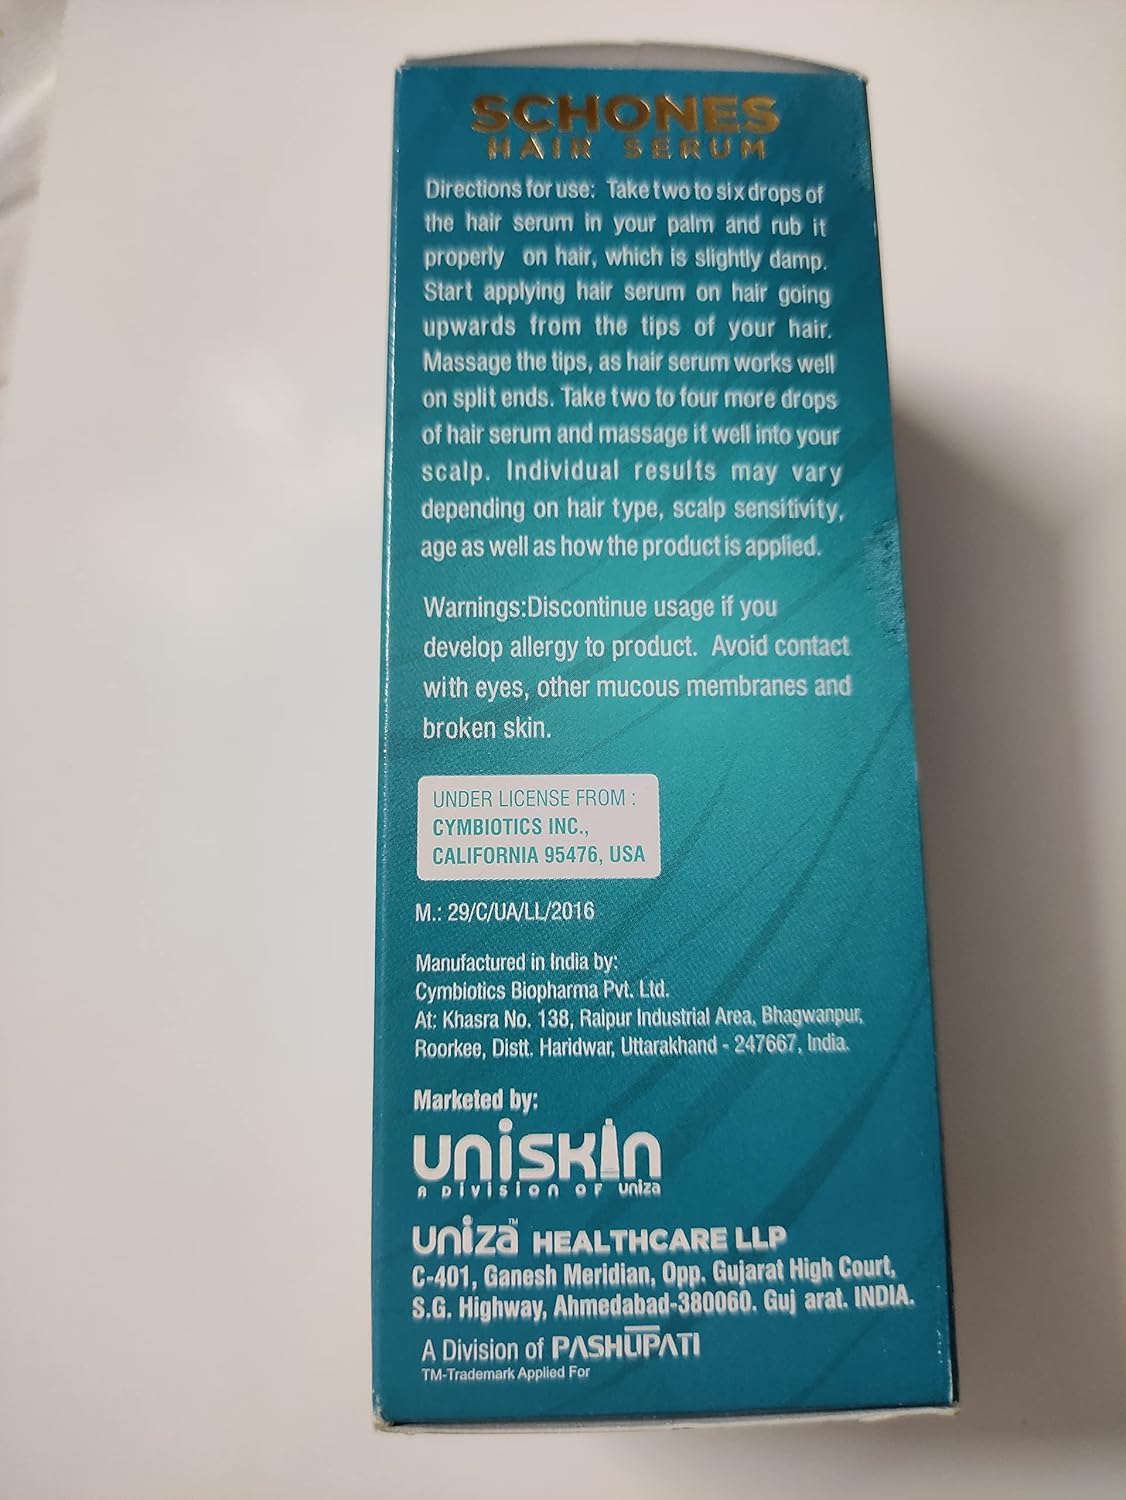 SCHONES
HAIR SERUM
Directions for use: Take two to six drops of
the hair serum in your palm and rub it
properly on hair, which is slightly damp.
Start applying hair serum on hair going
upwards from the tips of your hair.
Massage the tips, as hair serum works well
on split ends. Take two to four more drops
of hair serum and massage it well into your
scalp. Individual results may vary
depending on hair type, scalp sensitivity,
age as well as how the product is applied.
Warnings:Discontinue usage if you
develop allergy to product. Avoid contact
with eyes, other mucous membranes and
broken skin.
UNDER LICENSE FROM :
CYMBIOTICS INC.,
CALIFORNIA 95476, USA
M.: 29/C/UA/LL/2016
Manufactured in India by:
Cymbiotics Biopharma Pvt. Ltd.
At: Khasra No. 138, Raipur Industrial Area, Bhagwanpur,
Roorkee, Distt. Haridwar, Uttarakhand - 247667, India.
Marketed by:
uniskin
A Division OF uniza
uniza™ HEALTHCARE LLP
C-401, Ganesh Meridian, Opp. Gujarat High Court,
S.G. Highway, Ahmedabad-380060. Guj arat. INDIA.
A Division of PASHUPATI
TM-Trademark Applied For